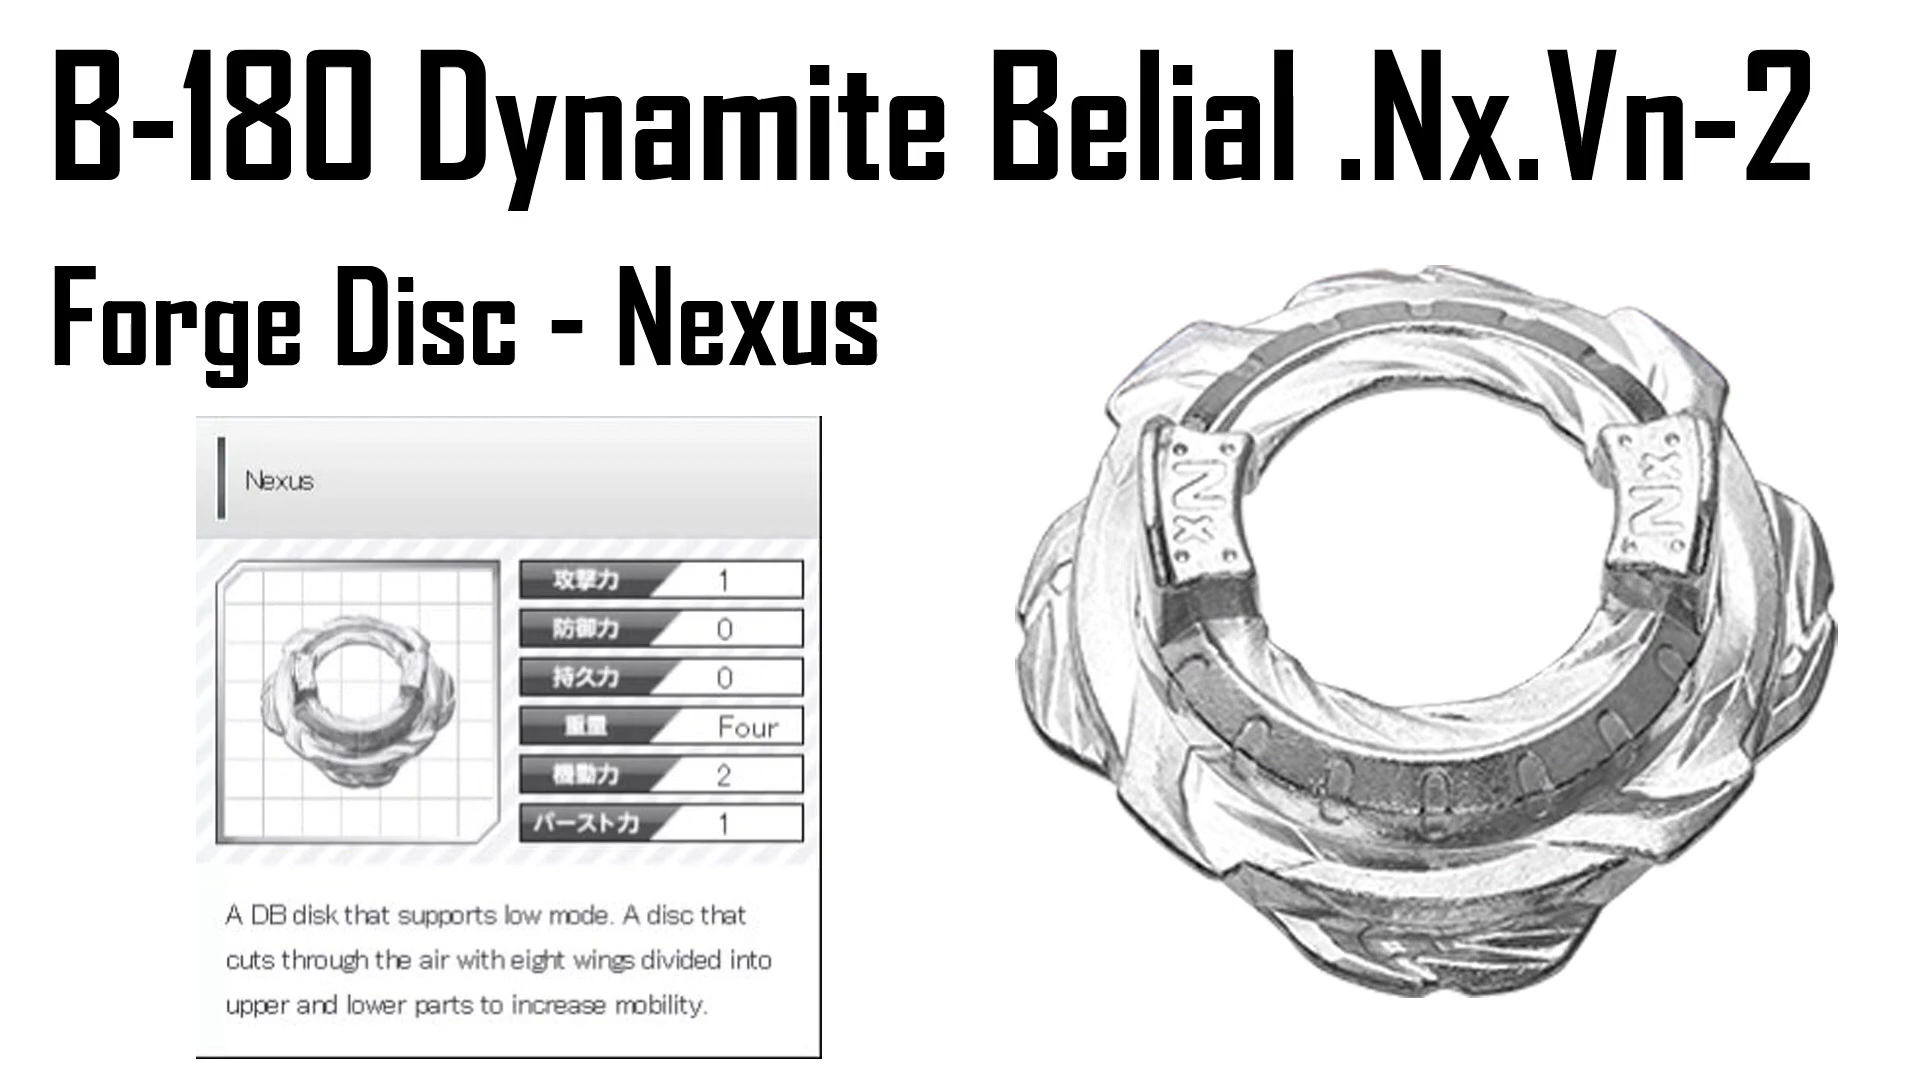 B-180 Dynamite Belial .Nx.Vn-2
Forge Disc - Nexus
Nexus
攻撃力 1
防御力 0
持久力 0
重量 Four
機動力 2
バースト力 1
A DB disk that supports low mode. A disc that
cuts through the air with eight wings divided into
upper and lower parts to increase mobility.
Nx
Nx